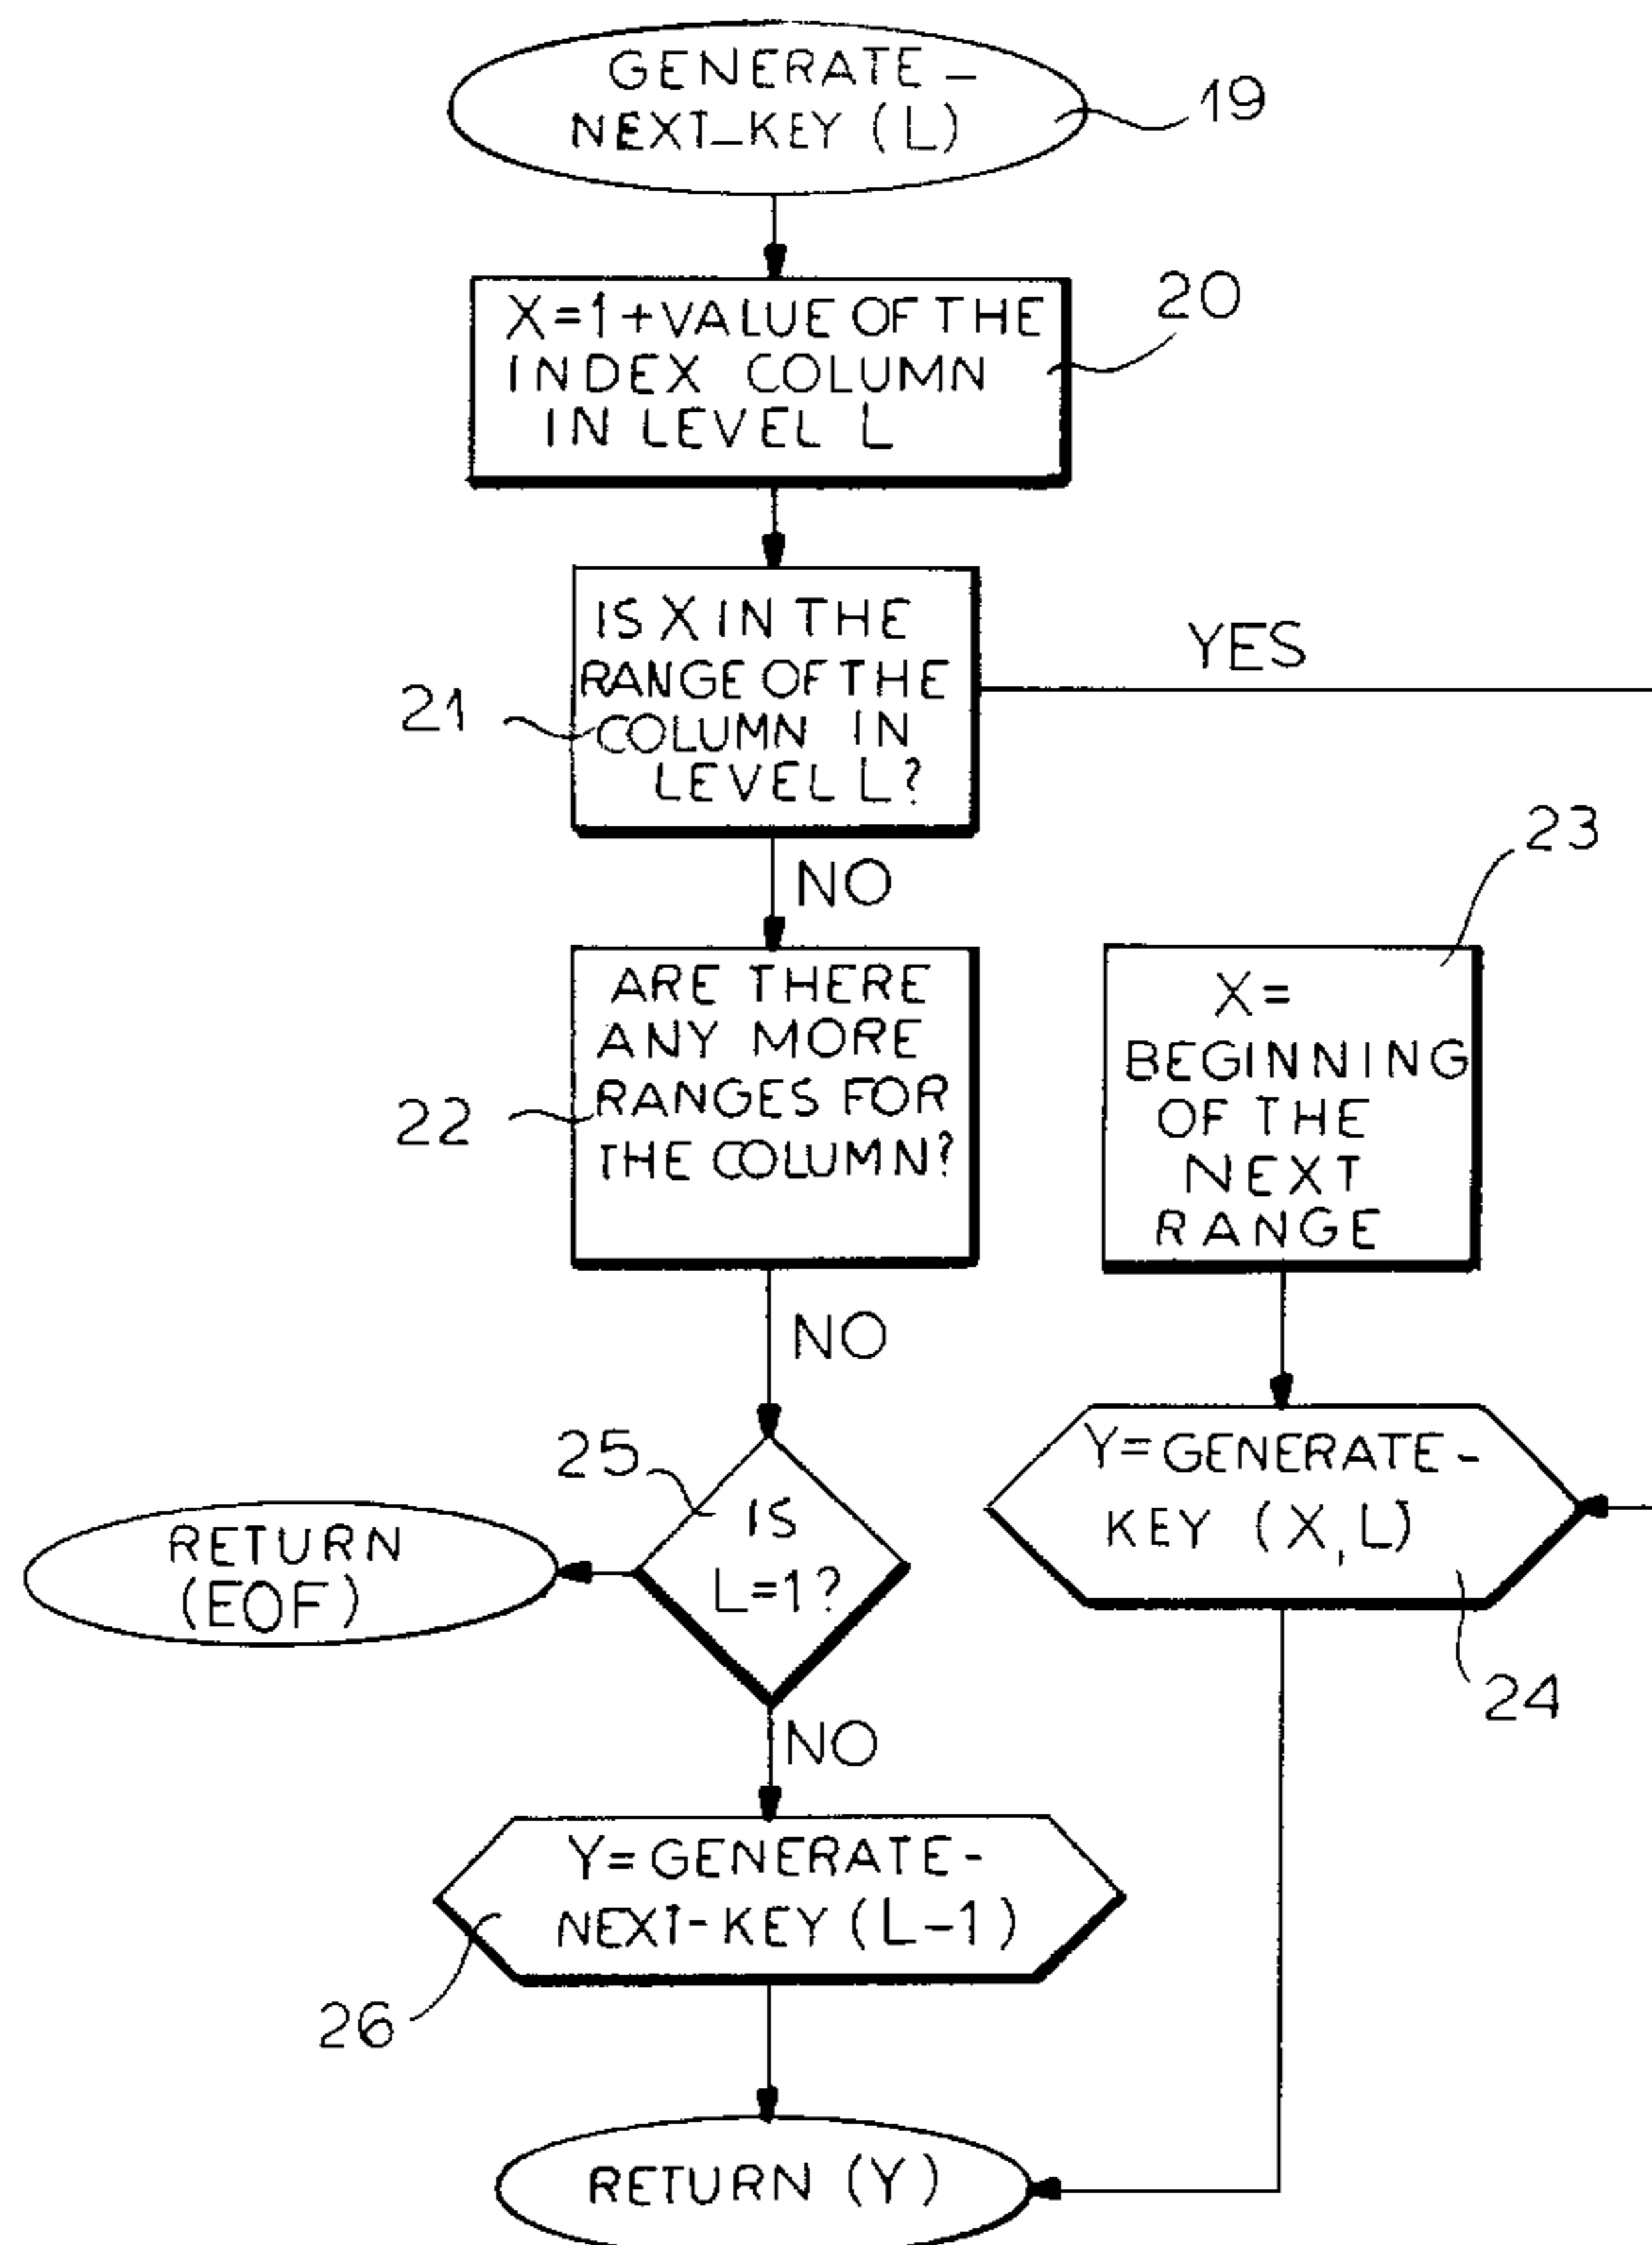 GENERATE_
NEXT_KEY (L)
19
X=1+VALUE OF THE
INDEX COLUMN
IN LEVEL L
20
IS X IN THE
RANGE OF THE
COLUMN IN
LEVEL L?
21
YES
NO
23
ARE THERE
ANY MORE
RANGES FOR
THE COLUMN?
22
X=
BEGINNING
OF THE
NEXT
RANGE
NO
25
IS
L=1?
RETURN
(EOF)
Y=GENERATE-
KEY (X,L)
24
NO
Y=GENERATE-
NEXT-KEY (L-1)
26
RETURN (Y)